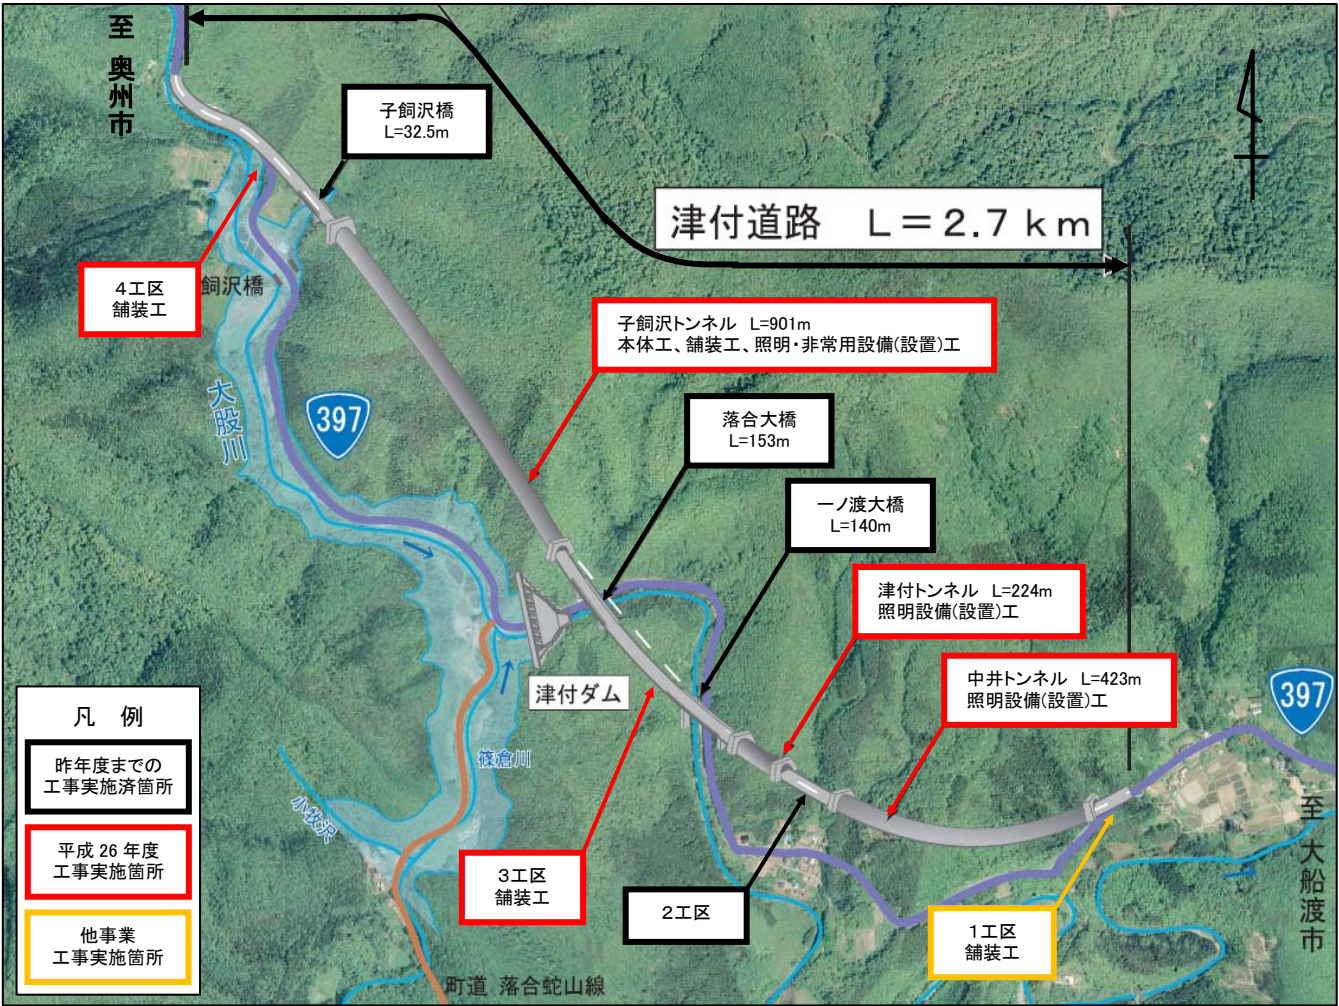 至 奥州市
子飼沢橋
L=32.5m
津付道路 L=2.7km
4工区
舗装工
飼沢橋
子飼沢トンネル L=901m
本体工、舗装工、照明・非常用設備(設置)工
大股川
397
落合大橋
L=153m
一ノ渡大橋
L=140m
津付トンネル L=224m
照明設備(設置)工
中井トンネル L=423m
照明設備(設置)工
397
津付ダム
篠倉川
小牧沢
至 大船渡市
3工区
舗装工
2工区
1工区
舗装工
町道 落合蛇山線
凡 例
昨年度までの
工事実施済箇所
平成 26 年度
工事実施箇所
他事業
工事実施箇所